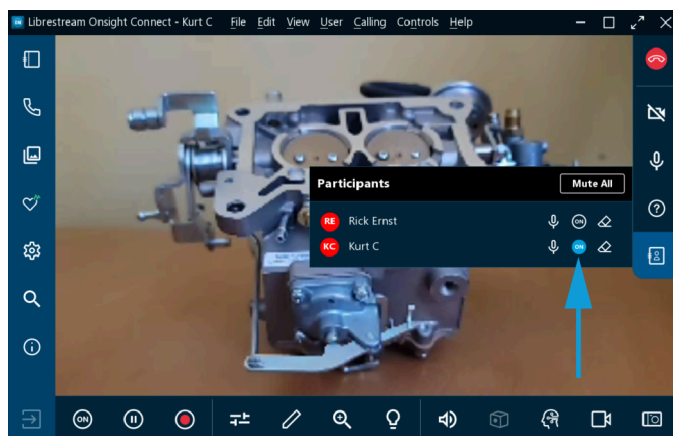 ON Librestream Onsight Connect - Kurt C File Edit View User Calling Controls Help
Participants Mute All
RE Rick Ernst ON
KC Kurt C ON
ON